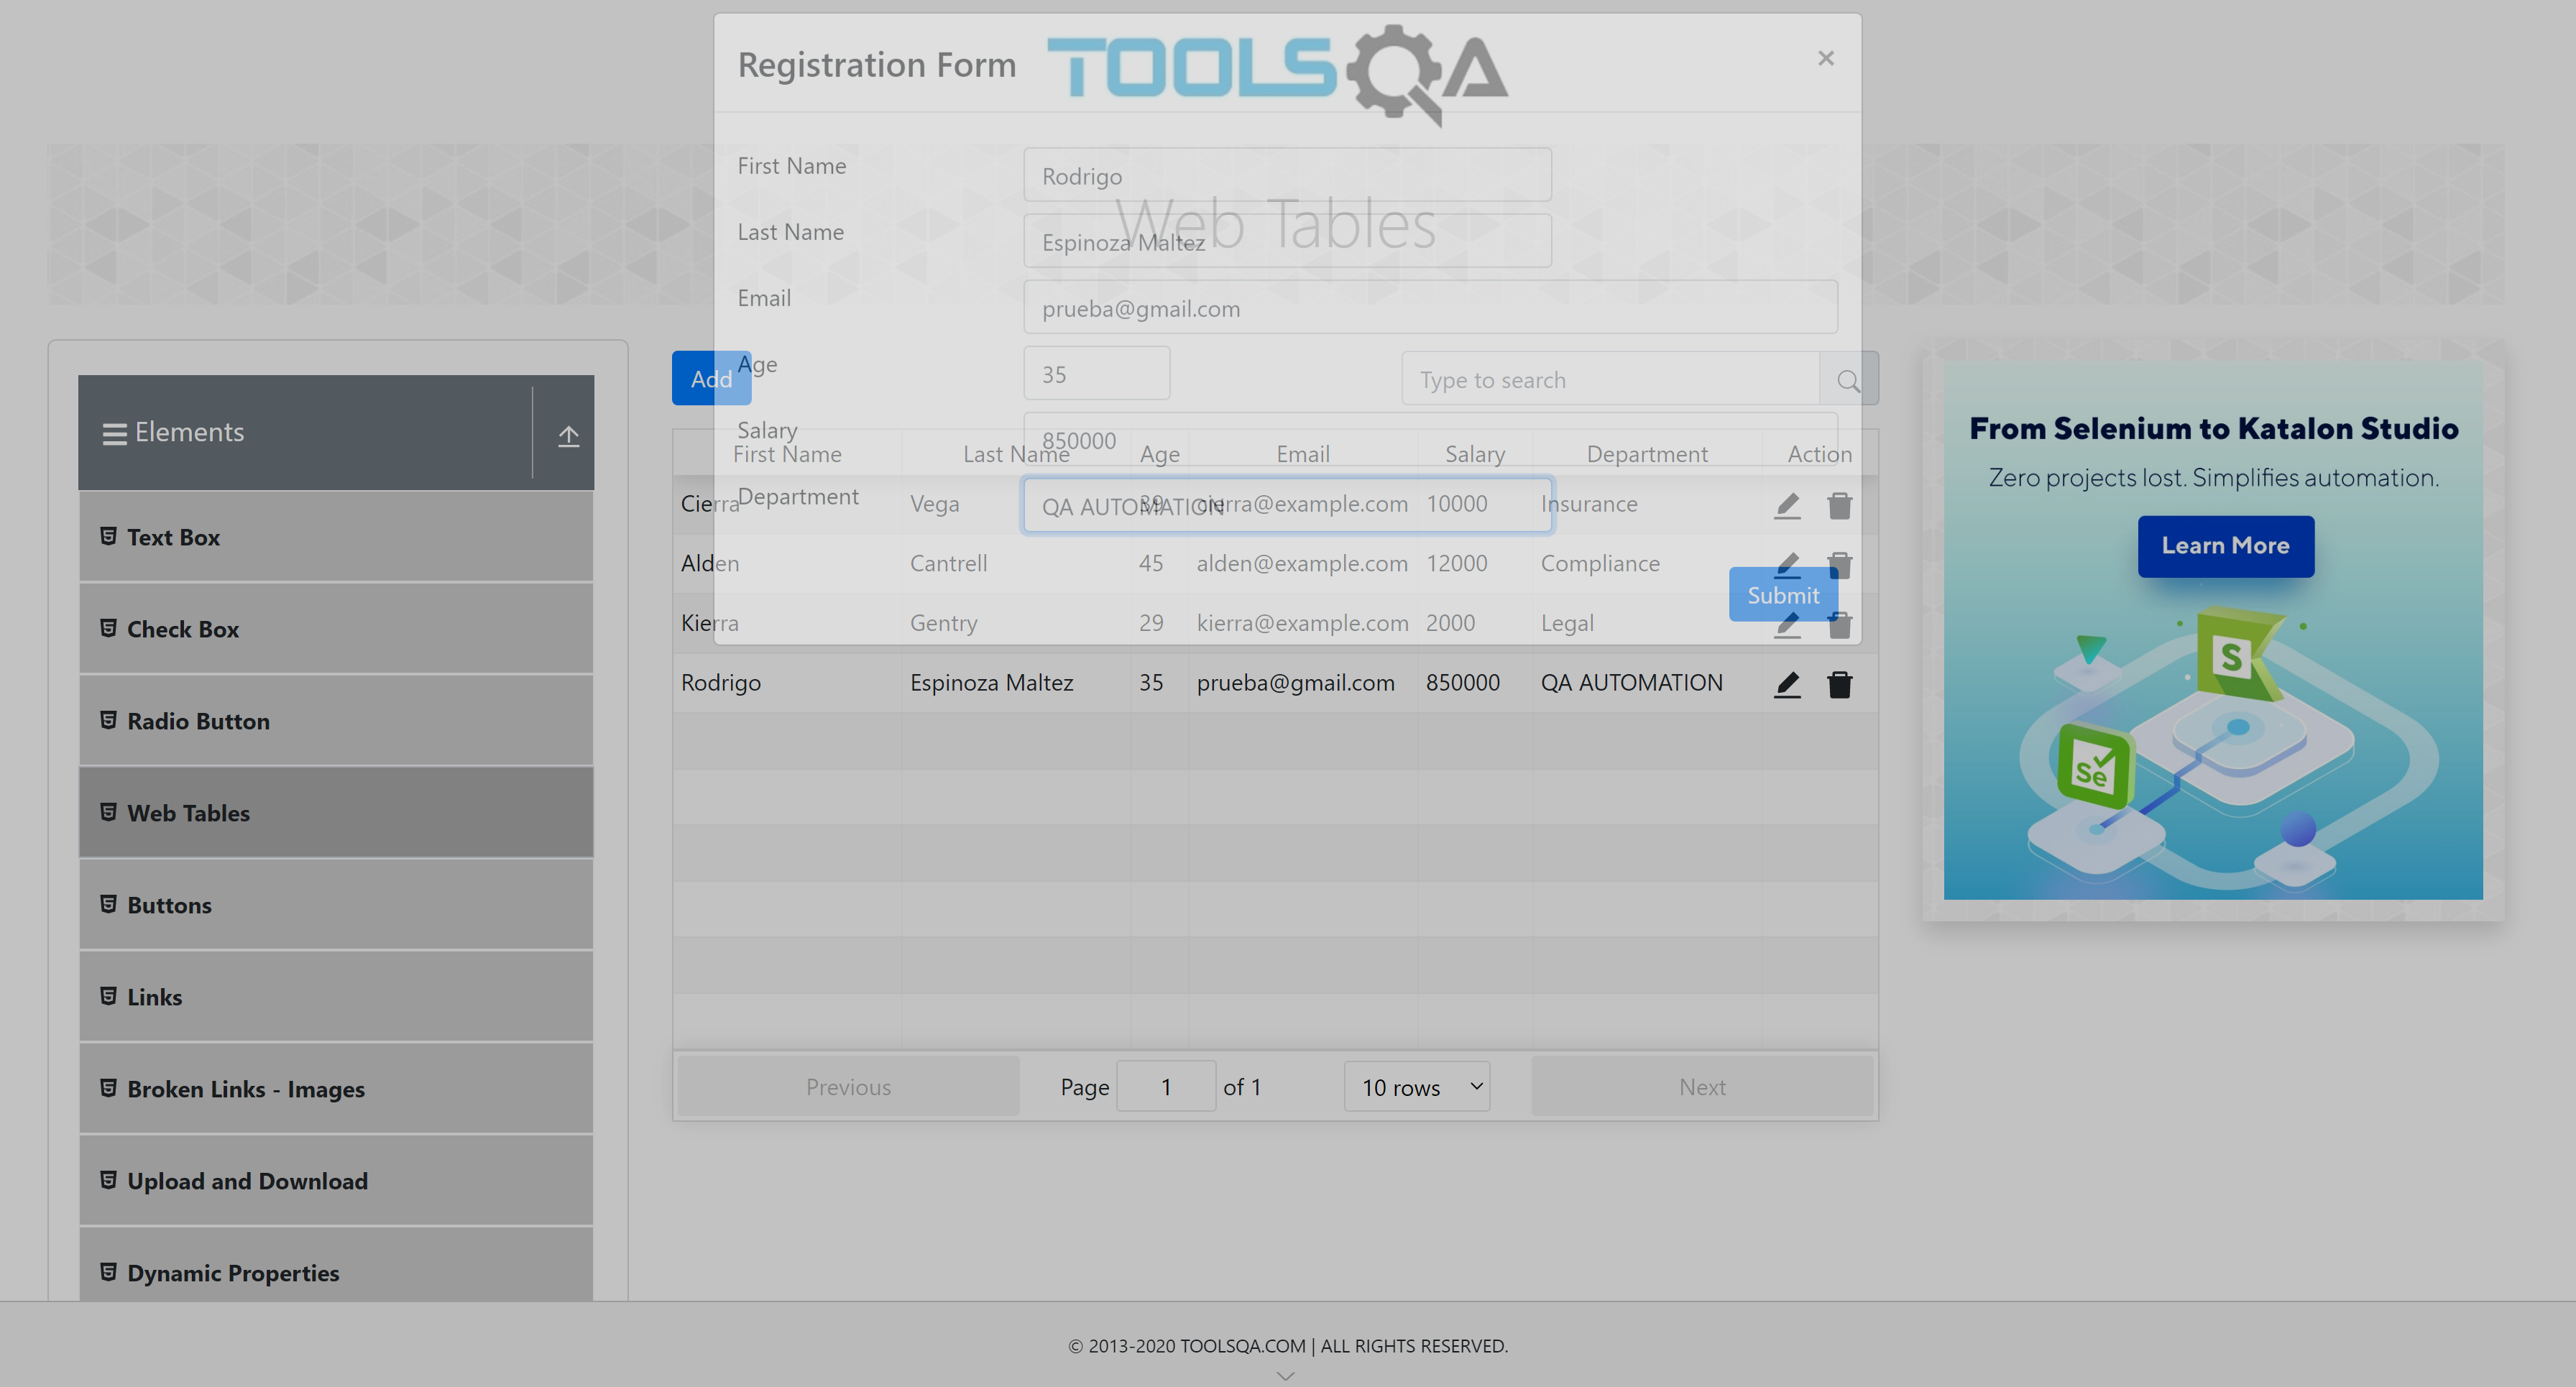 TOOLSQA
Registration Form ×
Web Tables
First Name Rodrigo
Last Name Espinoza Maltez
Email prueba@gmail.com
Age 35
Salary 850000
Department QA AUTOMATION
Submit
Elements
Text Box
Check Box
Radio Button
Web Tables
Buttons
Links
Broken Links - Images
Upload and Download
Dynamic Properties
Add
Type to search
First Name Last Name Age Email Salary Department Action
Cierra Vega 39 cierra@example.com 10000 Insurance
Alden Cantrell 45 alden@example.com 12000 Compliance
Kierra Gentry 29 kierra@example.com 2000 Legal
Rodrigo Espinoza Maltez 35 prueba@gmail.com 850000 QA AUTOMATION
Previous Page 1 of 1 10 rows Next
From Selenium to Katalon Studio
Zero projects lost. Simplifies automation.
Learn More
S
Se
© 2013-2020 TOOLSQA.COM | ALL RIGHTS RESERVED.